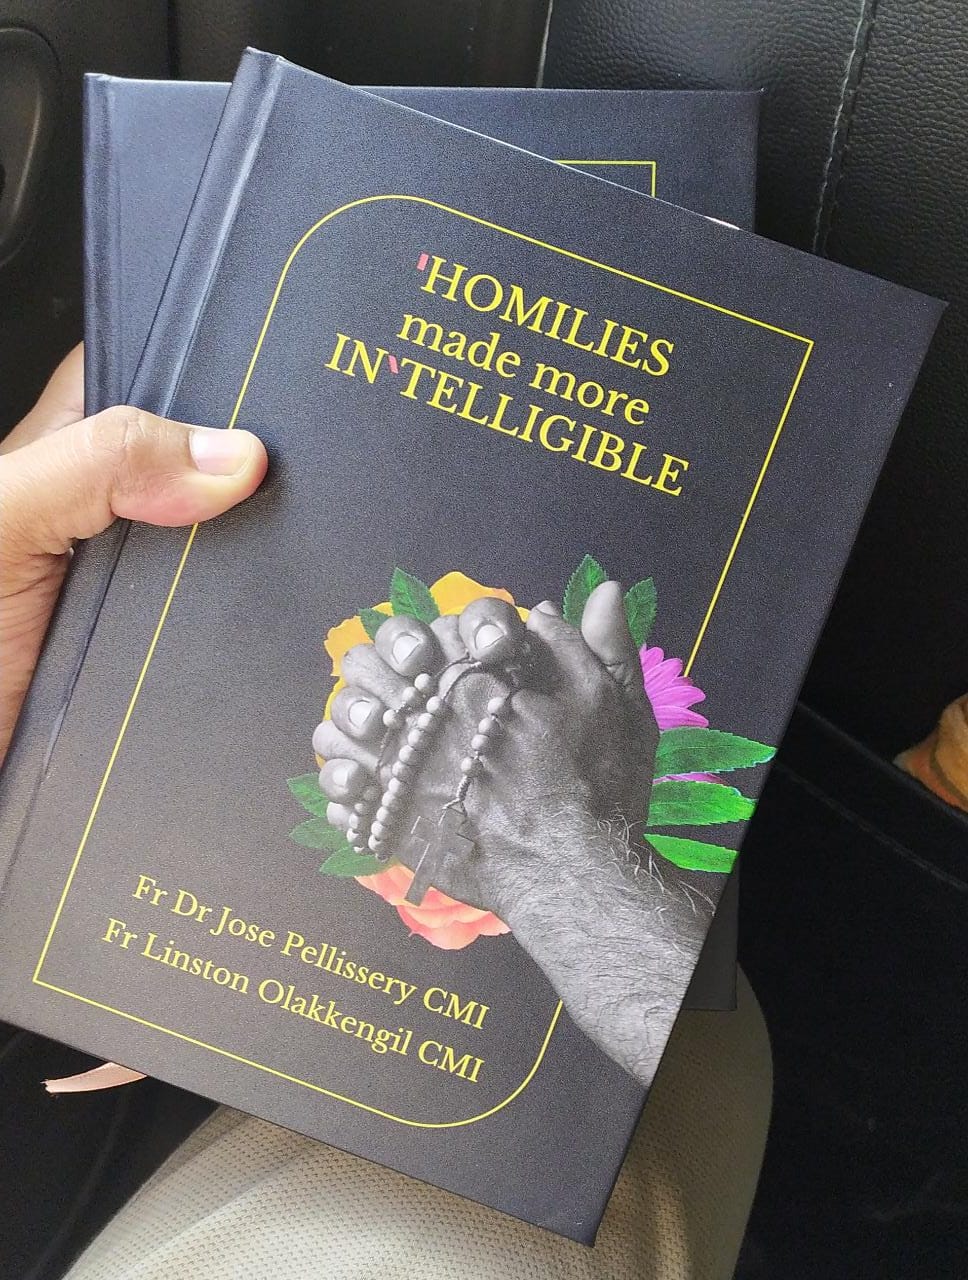 'HOMILIES
made more
IN`TELLIGIBLE
Fr Dr Jose Pellissery CMI
Fr Linston Olakkengil CMI